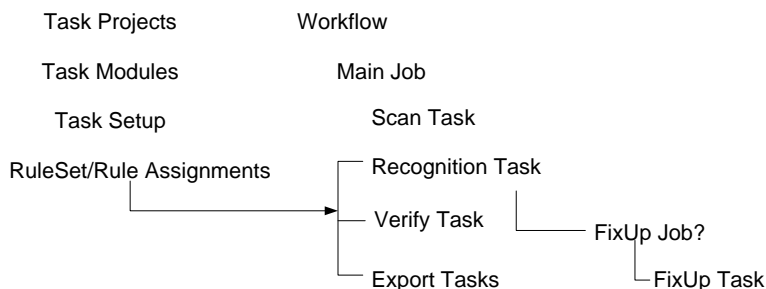 Task Projects
Workflow
Task Modules
Main Job
Task Setup
Scan Task
RuleSet/Rule Assignments
Recognition Task
Verify Task
FixUp Job?
Export Tasks
FixUp Task